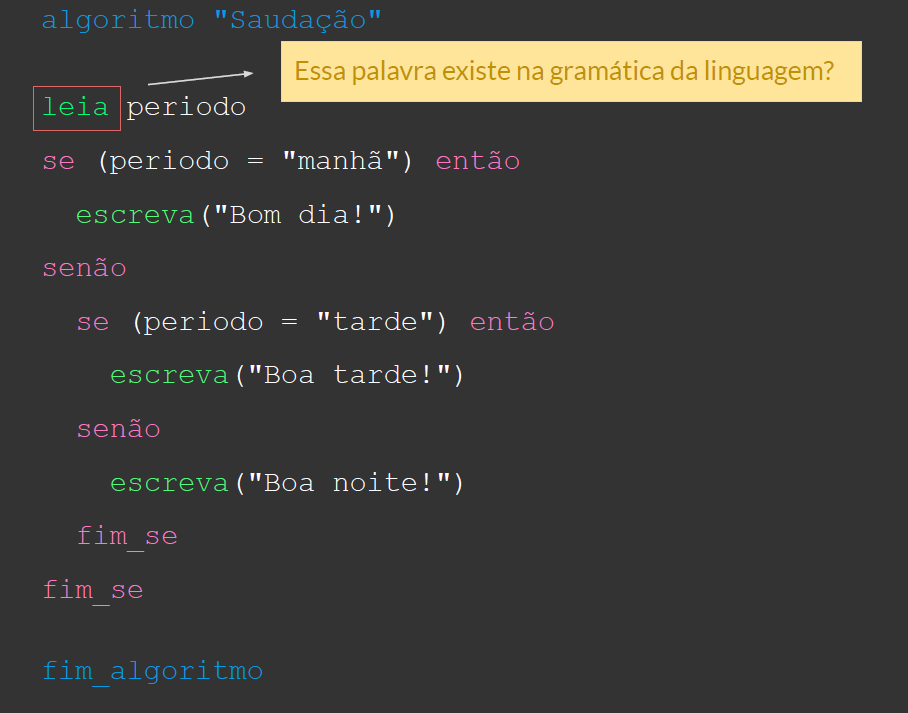 algoritmo "Saudação"
Essa palavra existe na gramática da linguagem?
leia periodo
se (periodo = "manhã") então
escreva("Bom dia!")
senão
se (periodo = "tarde") então
escreva("Boa tarde!")
senão
escreva("Boa noite!")
fim_se
fim_se
fim_algoritmo